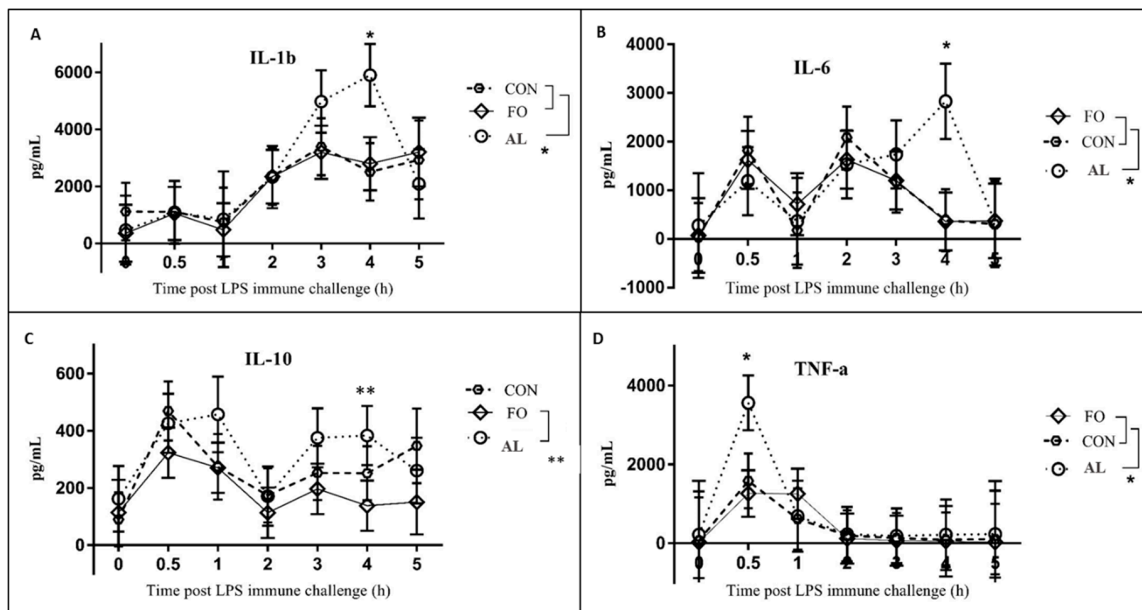 A
IL-1b
*
6000
4000
2000
0
pg/mL
0 0.5 1 2 3 4 5
Time post LPS immune challenge (h)
CON
FO
AL
*
B
IL-6
*
4000
3000
2000
1000
0
-1000
pg/mL
0 0.5 1 2 3 4 5
Time post LPS immune challenge (h)
FO
CON
AL
*
C
IL-10
**
600
400
200
0
pg/mL
0 0.5 1 2 3 4 5
Time post LPS immune challenge (h)
CON
FO
AL
**
D
TNF-a
*
4000
2000
0
pg/mL
0 0.5 1 2 3 4 5
Time post LPS immune challenge (h)
FO
CON
AL
*